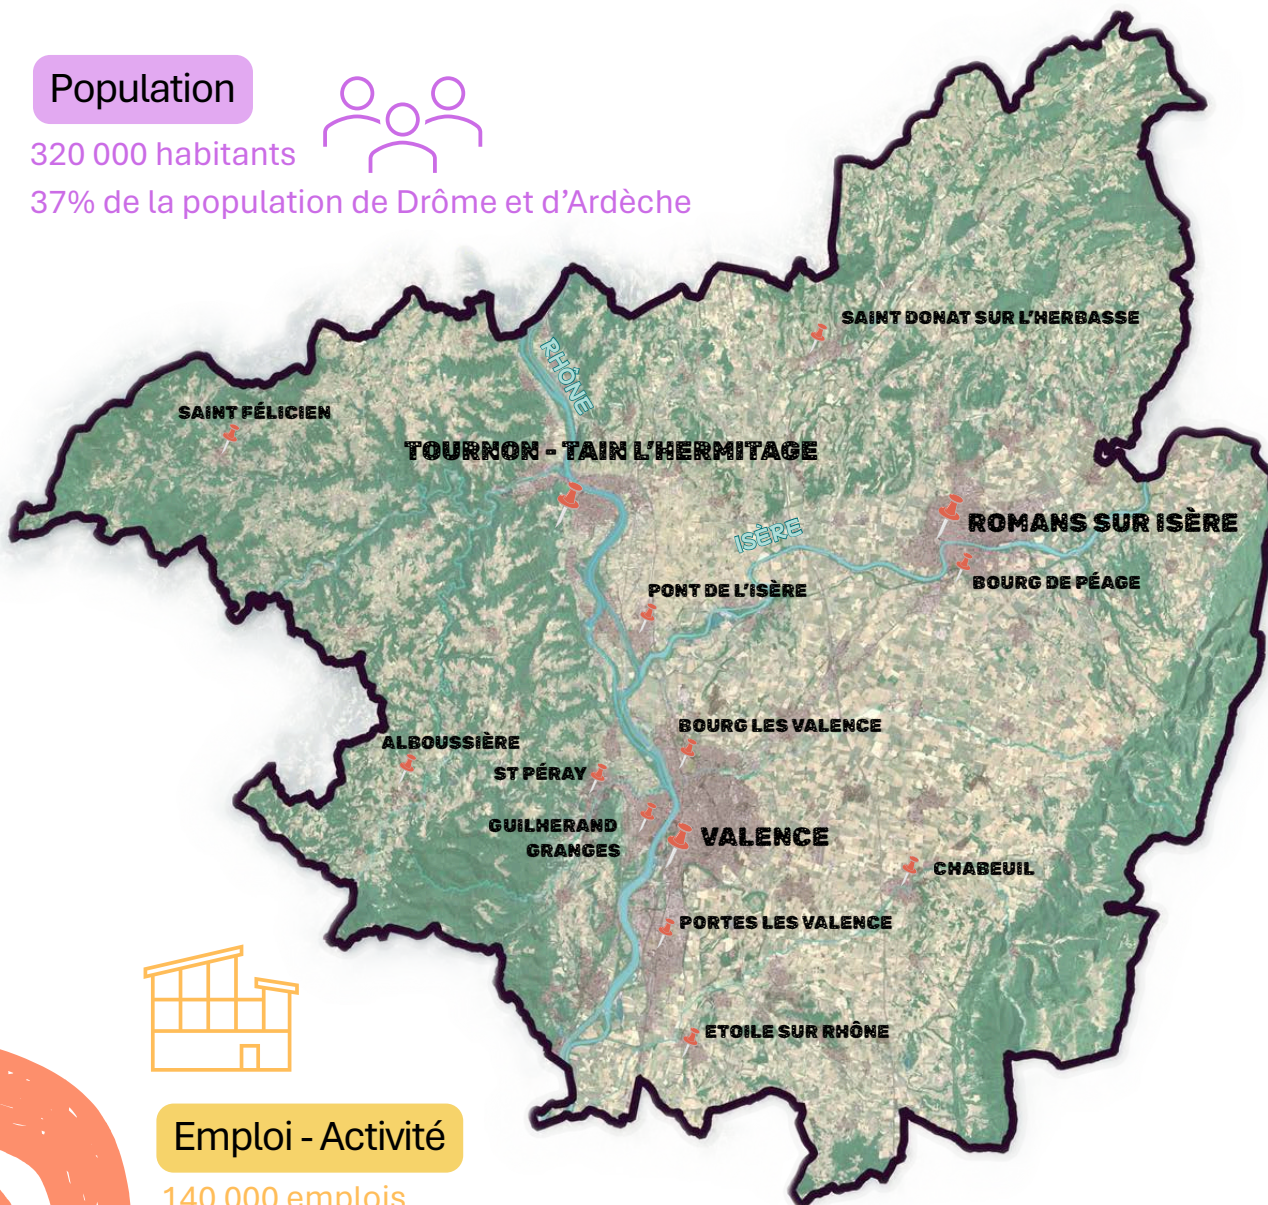 Population
320 000 habitants
37% de la population de Drôme et d’Ardèche
SAINT DONAT SUR L’HERBASSE
RHÔNE
SAINT FÉLICIEN
TOURNON - TAIN L’HERMITAGE
ISÈRE
ROMANS SUR ISÈRE
BOURG DE PÉAGE
PONT DE L’ISÈRE
BOURG LES VALENCE
ALBOUSSIÈRE
ST PÉRAY
GUILHERAND
GRANGES
VALENCE
CHABEUIL
PORTES LES VALENCE
ETOILE SUR RHÔNE
Emploi - Activité
140 000 emplois